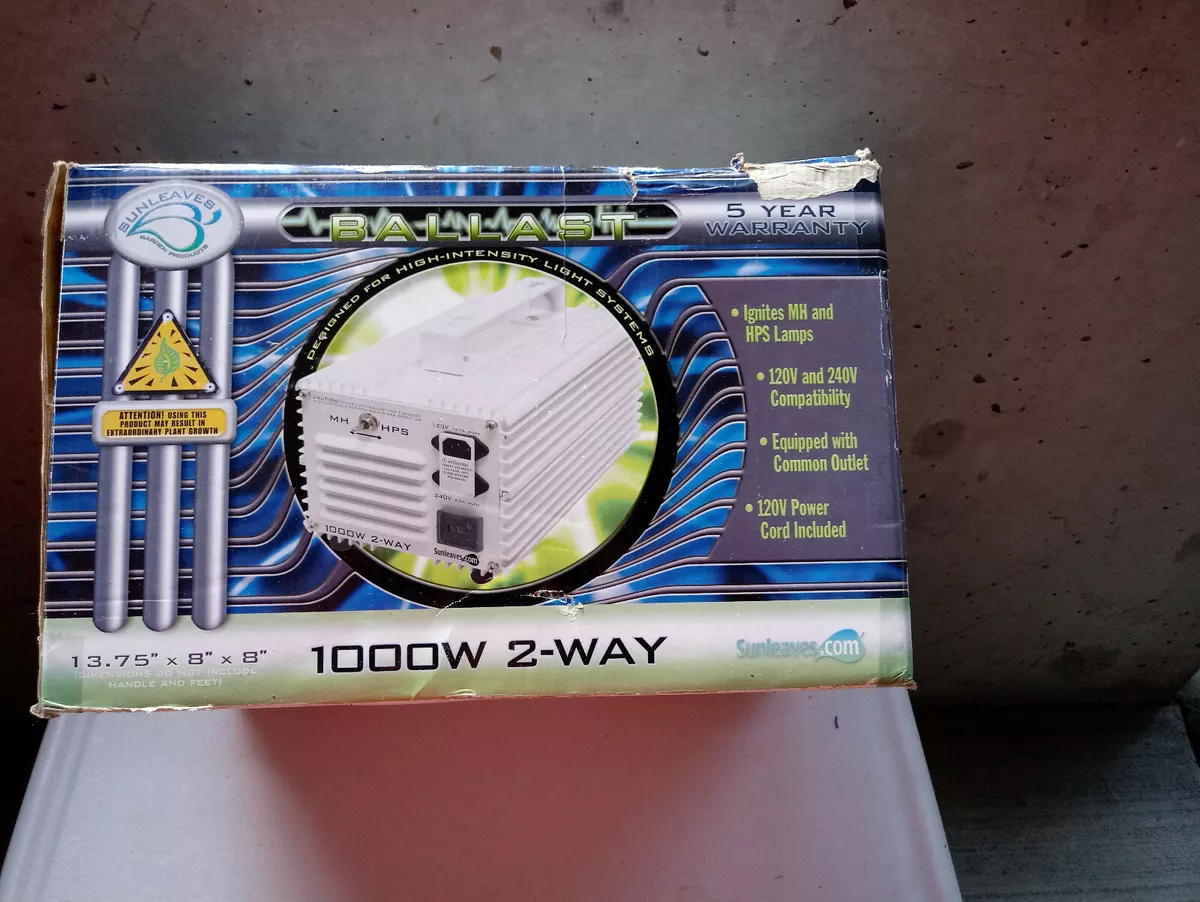 SUNLEAVES
GARDEN PRODUCTS
BALLAST
5 YEAR
WARRANTY
DESIGNED FOR HIGH-INTENSITY LIGHT SYSTEMS
• Ignites MH and
HPS Lamps
• 120V and 240V
Compatibility
• Equipped with
Common Outlet
• 120V Power
Cord Included
ATTENTION! USING THIS
PRODUCT MAY RESULT IN
EXTRAORDINARY PLANT GROWTH
CAUTION
MH
HPS
120V
240V
1000W 2-WAY
Sunleaves.com
13.75" x 8" x 8"
(DIMENSIONS DO NOT INCLUDE
HANDLE AND FEET)
1000W 2-WAY
Sunleaves.com